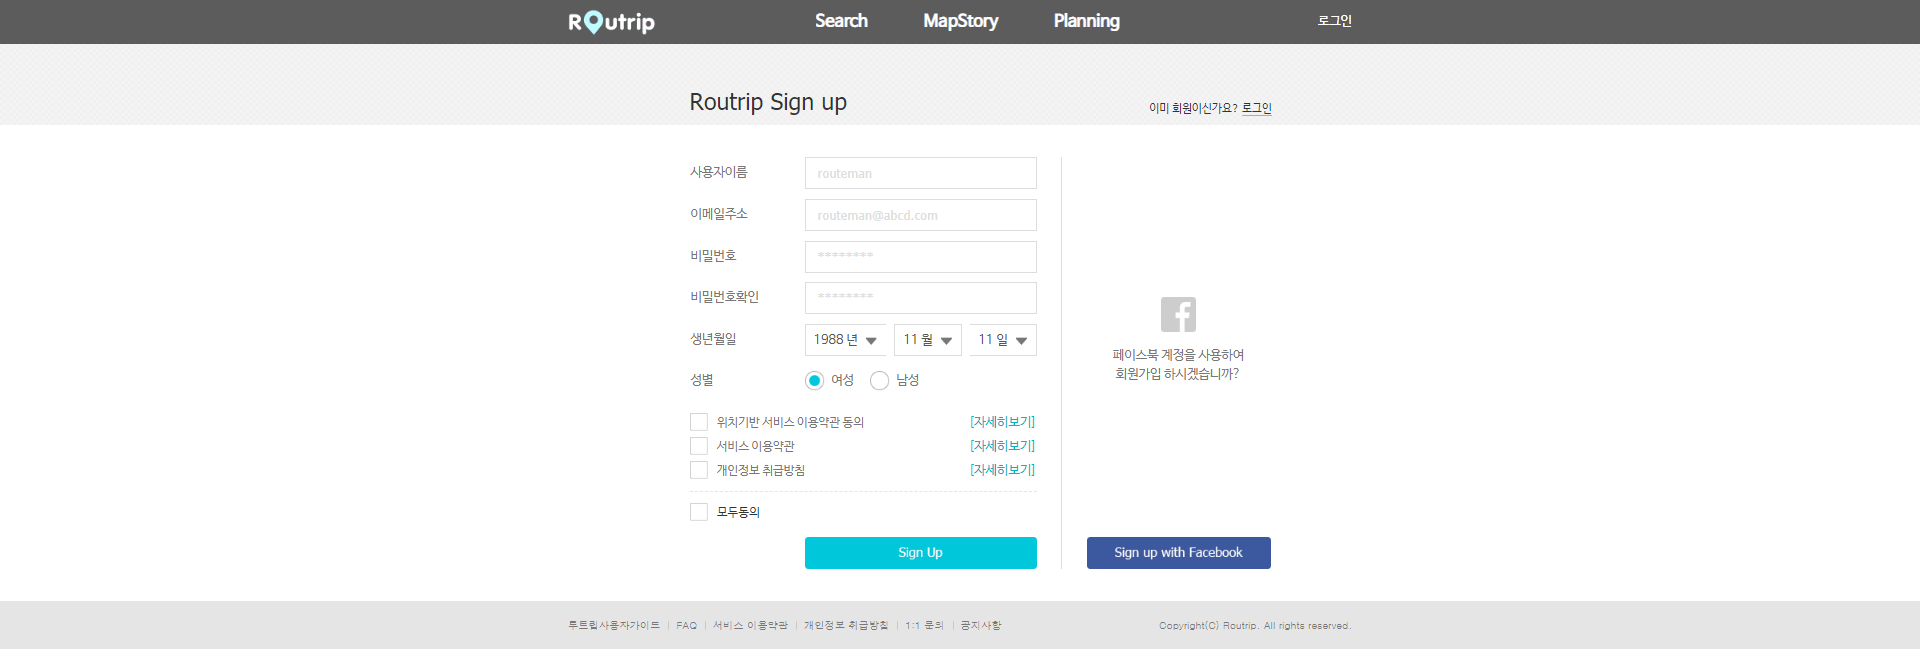 Routrip Search MapStory Planning 로그인
Routrip Sign up 이미 회원이신가요? 로그인
사용자이름 routeman
이메일주소 routeman@abcd.com
비밀번호 ********
비밀번호확인 ********
생년월일 1988 년 11 월 11 일
성별 여성 남성
위치기반 서비스 이용약관 동의 [자세히보기]
서비스 이용약관 [자세히보기]
개인정보 취급방침 [자세히보기]
모두동의
Sign Up
페이스북 계정을 사용하여
회원가입 하시겠습니까?
Sign up with Facebook
루트립사용자가이드 | FAQ | 서비스 이용약관 | 개인정보 취급방침 | 1:1 문의 | 공지사항 Copyright(C) Routrip. All rights reserved.